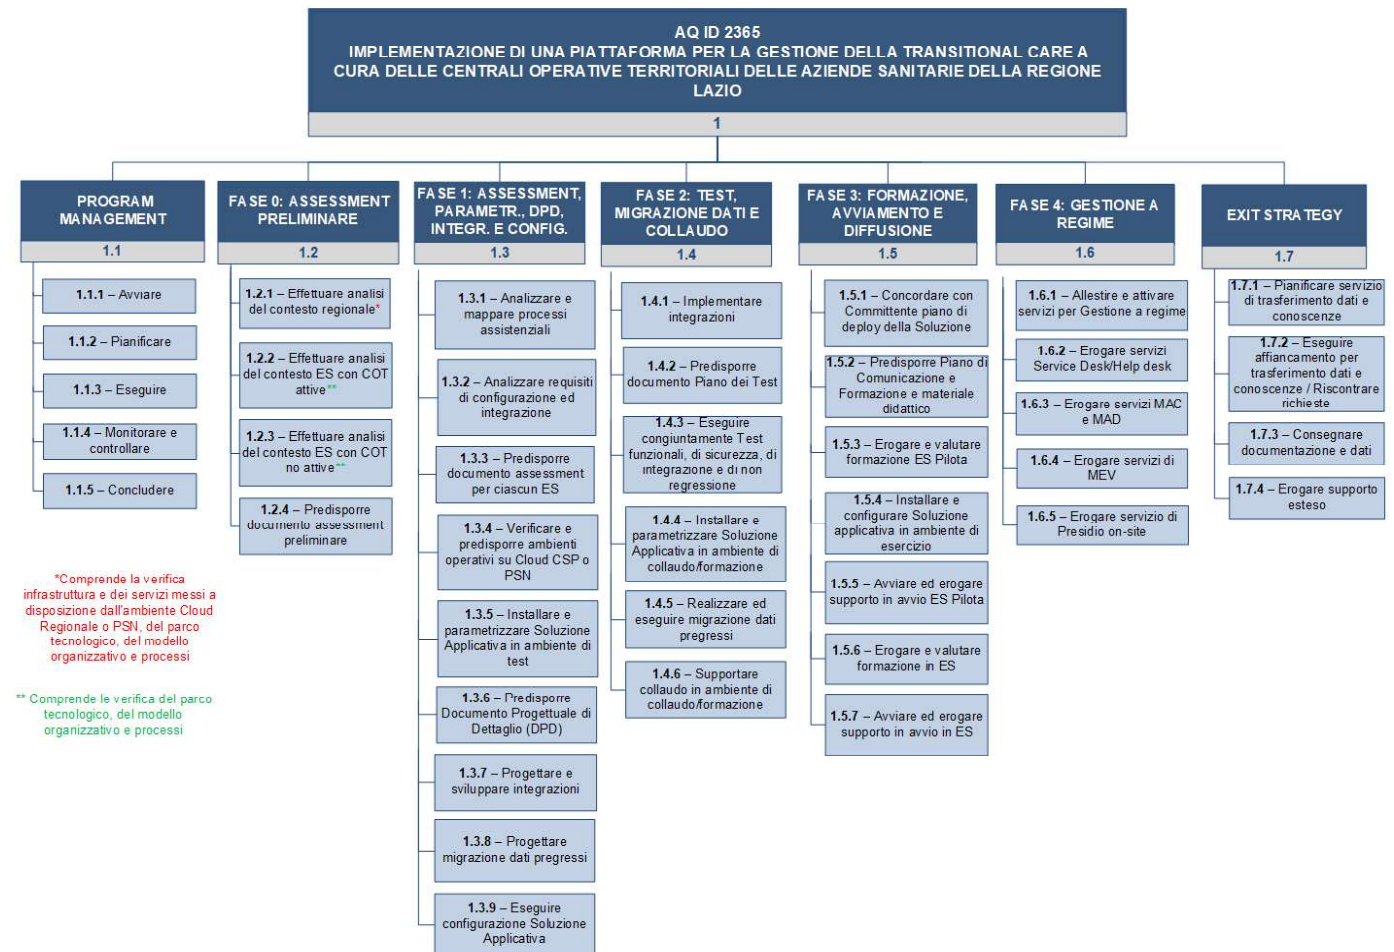 AQ ID 2365
IMPLEMENTAZIONE DI UNA PIATTAFORMA PER LA GESTIONE DELLA TRANSITIONAL CARE A
CURA DELLE CENTRALI OPERATIVE TERRITORIALI DELLE AZIENDE SANITARIE DELLA REGIONE
LAZIO
1
PROGRAM
MANAGEMENT
1.1
1.1.1 – Avviare
1.1.2 – Pianificare
1.1.3 – Eseguire
1.1.4 – Monitorare e
controllare
1.1.5 – Concludere
*Comprende la verifica
infrastruttura e dei servizi messi a
disposizione dall'ambiente Cloud
Regionale o PSN, del parco
tecnologico, del modello
organizzativo e processi
** Comprende le verifica del parco
tecnologico, del modello
organizzativo e processi
FASE 0: ASSESSMENT
PRELIMINARE
1.2
1.2.1 – Effettuare analisi
del contesto regionale*
1.2.2 – Effettuare analisi
del contesto ES con COT
attive**
1.2.3 – Effettuare analisi
del contesto ES con COT
no attive**
1.2.4 – Predisporre
documento assessment
preliminare
FASE 1: ASSESSMENT,
PARAMETR., DPD,
INTEGR. E CONFIG.
1.3
1.3.1 – Analizzare e
mappare processi
assistenziali
1.3.2 – Analizzare requisiti
di configurazione ed
integrazione
1.3.3 – Predisporre
documento assessment
per ciascun ES
1.3.4 – Verificare e
predisporre ambienti
operativi su Cloud CSP o
PSN
1.3.5 – Installare e
parametrizzare Soluzione
Applicativa in ambiente di
test
1.3.6 – Predisporre
Documento Progettuale di
Dettaglio (DPD)
1.3.7 – Progettare e
sviluppare integrazioni
1.3.8 – Progettare
migrazione dati pregressi
1.3.9 – Eseguire
configurazione Soluzione
Applicativa
FASE 2: TEST,
MIGRAZIONE DATI E
COLLAUDO
1.4
1.4.1 – Implementare
integrazioni
1.4.2 – Predisporre
documento Piano dei Test
1.4.3 – Eseguire
congiuntamente Test
funzionali, di sicurezza, di
integrazione e di non
regressione
1.4.4 – Installare e
parametrizzare Soluzione
Applicativa in ambiente di
collaudo/formazione
1.4.5 – Realizzare ed
eseguire migrazione dati
pregressi
1.4.6 – Supportare
collaudo in ambiente di
collaudo/formazione
FASE 3: FORMAZIONE,
AVVIAMENTO E
DIFFUSIONE
1.5
1.5.1 – Concordare con
Committente piano di
deploy della Soluzione
1.5.2 – Predisporre Piano di
Comunicazione e
Formazione e materiale
didattico
1.5.3 – Erogare e valutare
formazione ES Pilota
1.5.4 – Installare e
configurare Soluzione
applicativa in ambiente di
esercizio
1.5.5 – Avviare ed erogare
supporto in avvio ES Pilota
1.5.6 – Erogare e valutare
formazione in ES
1.5.7 – Avviare ed erogare
supporto in avvio in ES
FASE 4: GESTIONE A
REGIME
1.6
1.6.1 – Allestire e attivare
servizi per Gestione a regime
1.6.2 – Erogare servizi
Service Desk/Help desk
1.6.3 – Erogare servizi MAC
e MAD
1.6.4 – Erogare servizi di
MEV
1.6.5 – Erogare servizio di
Presidio on-site
EXIT STRATEGY
1.7
1.7.1 – Pianificare servizio
di trasferimento dati e
conoscenze
1.7.2 – Eseguire
affiancamento per
trasferimento dati e
conoscenze / Riscontrare
richieste
1.7.3 – Consegnare
documentazione e dati
1.7.4 – Erogare supporto
esteso